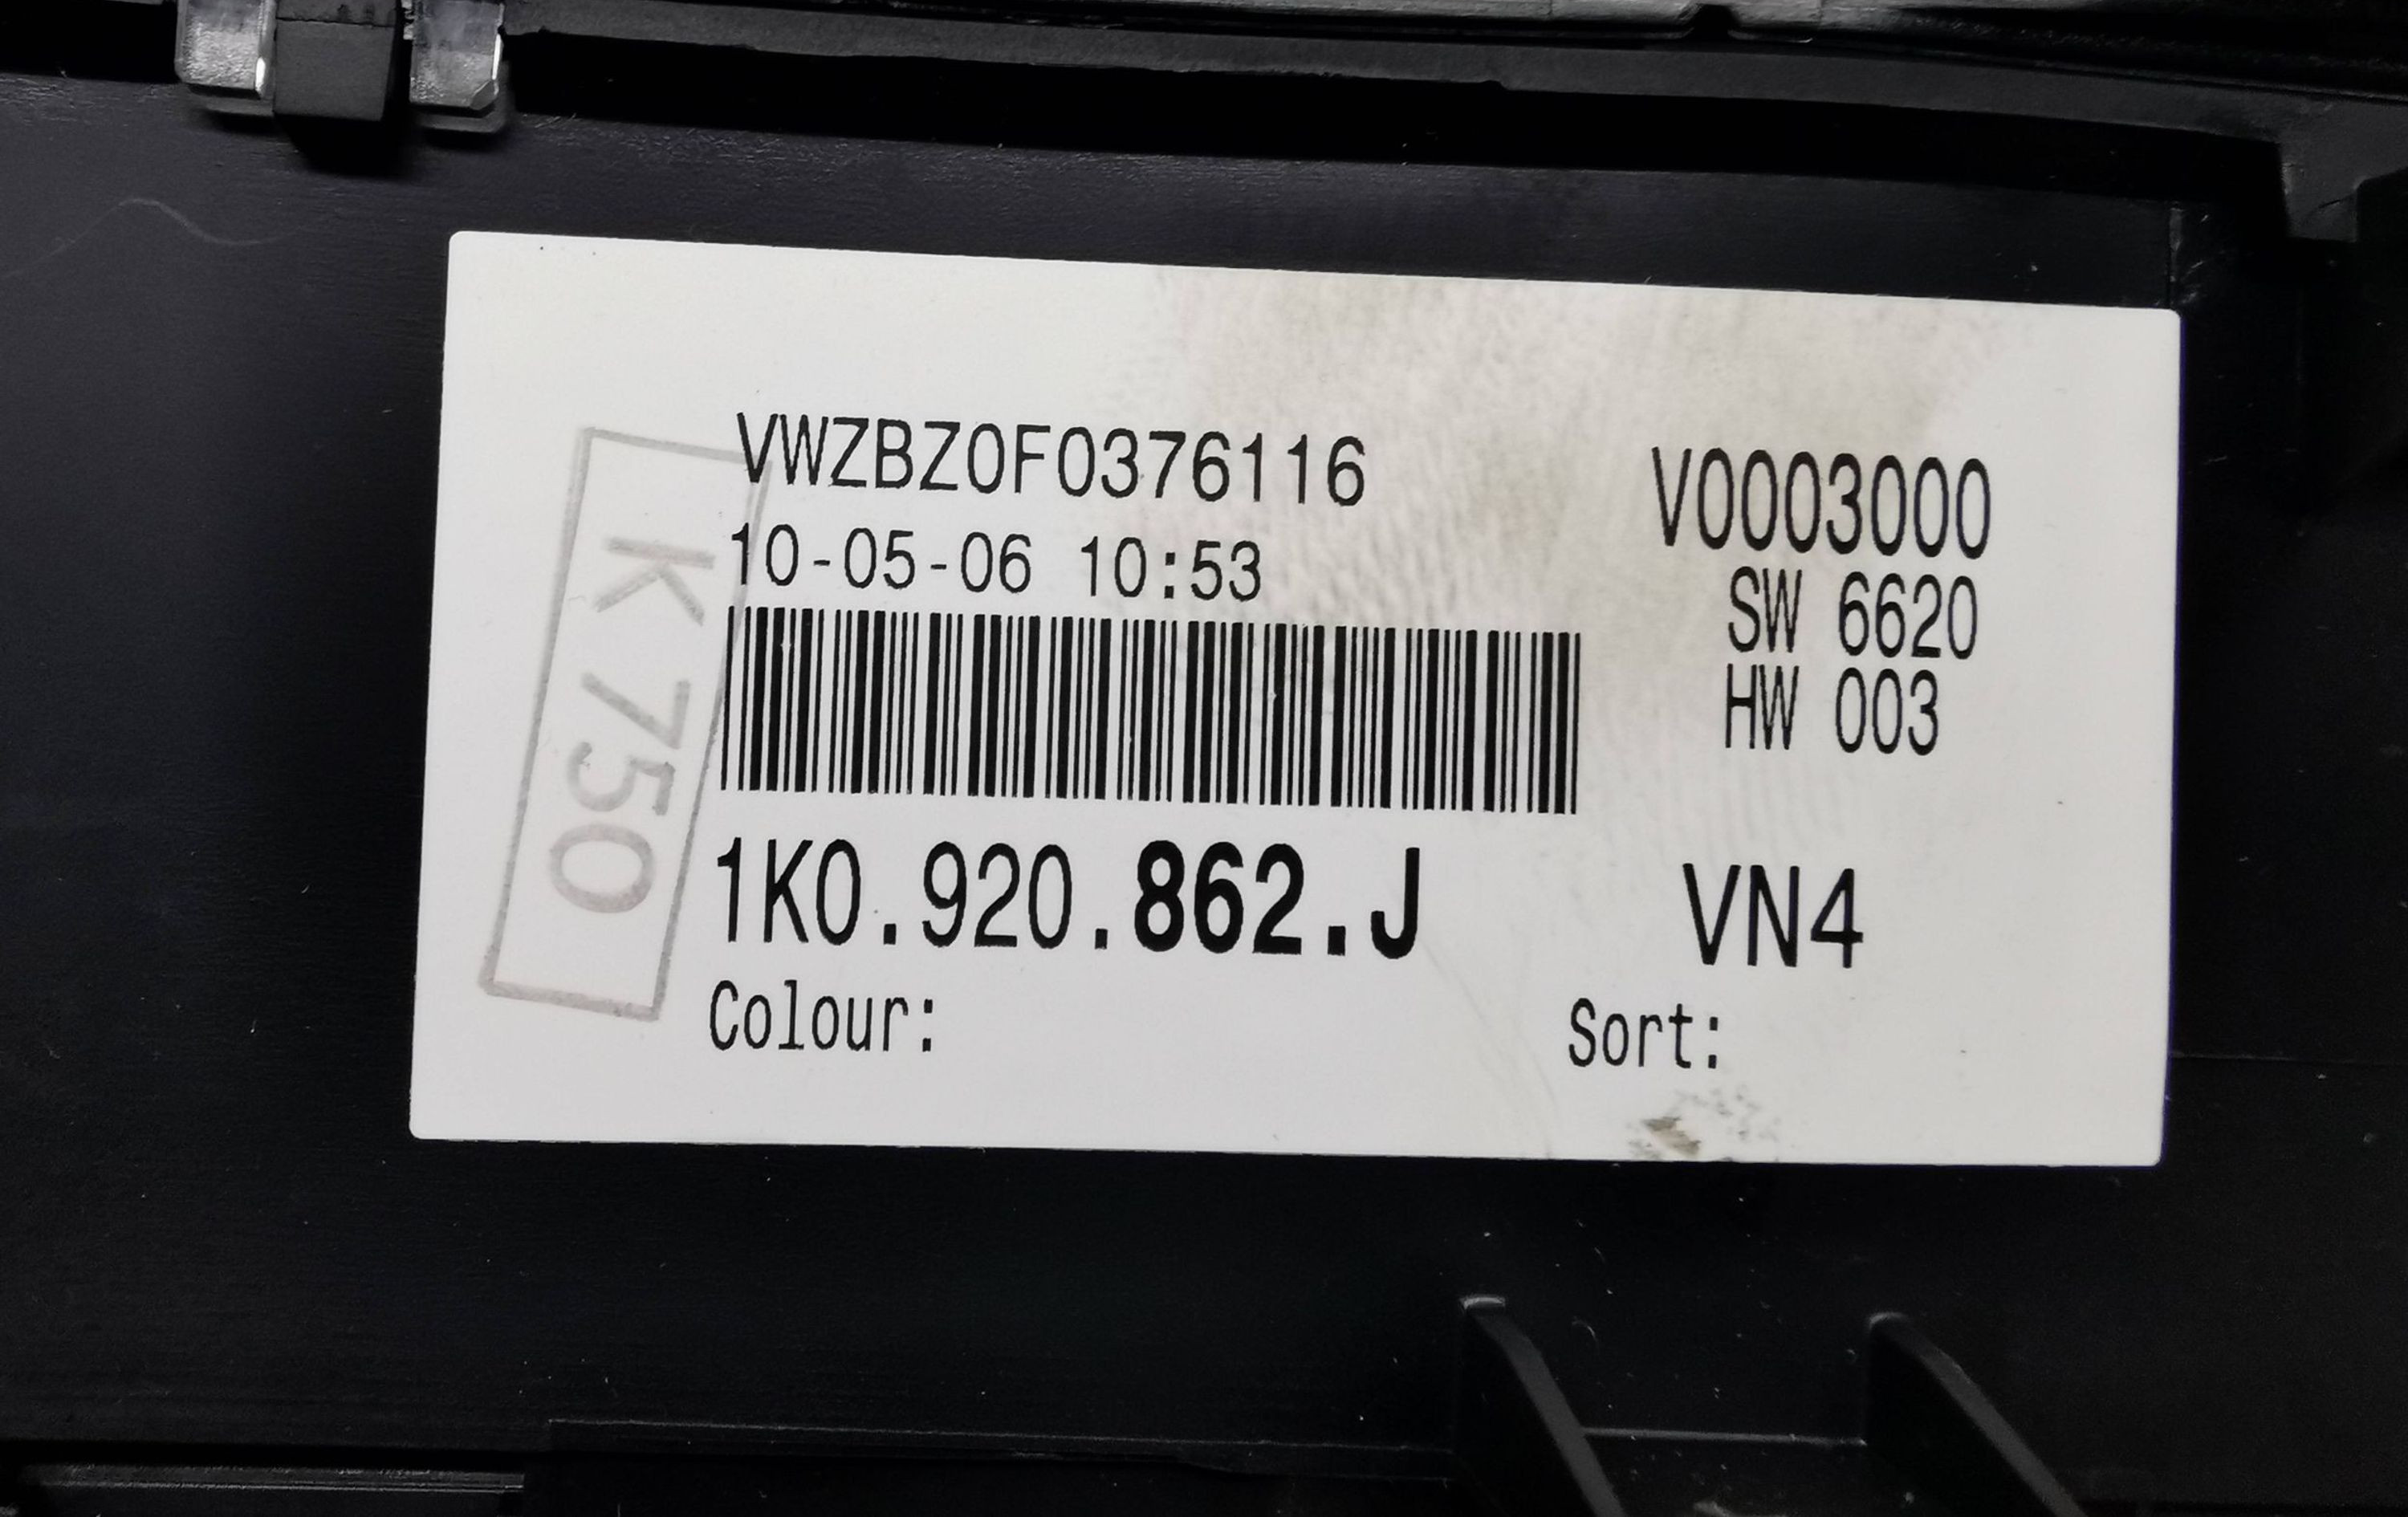 VWZBZ0F0376116
10-05-06 10:53
V0003000
SW 6620
HW 003
K 750
1K0.920.862.J
VN4
Colour:
Sort: